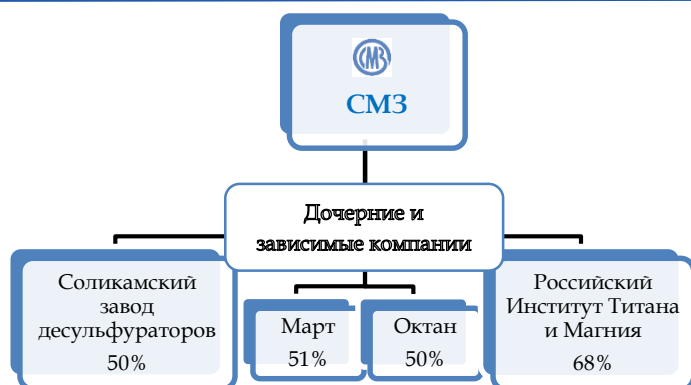 СМЗ
СМЗ
Дочерние и
зависимые компании
Соликамский
завод
десульфураторов
50%
Март
51%
Октан
50%
Российский
Институт Титана
и Магния
68%